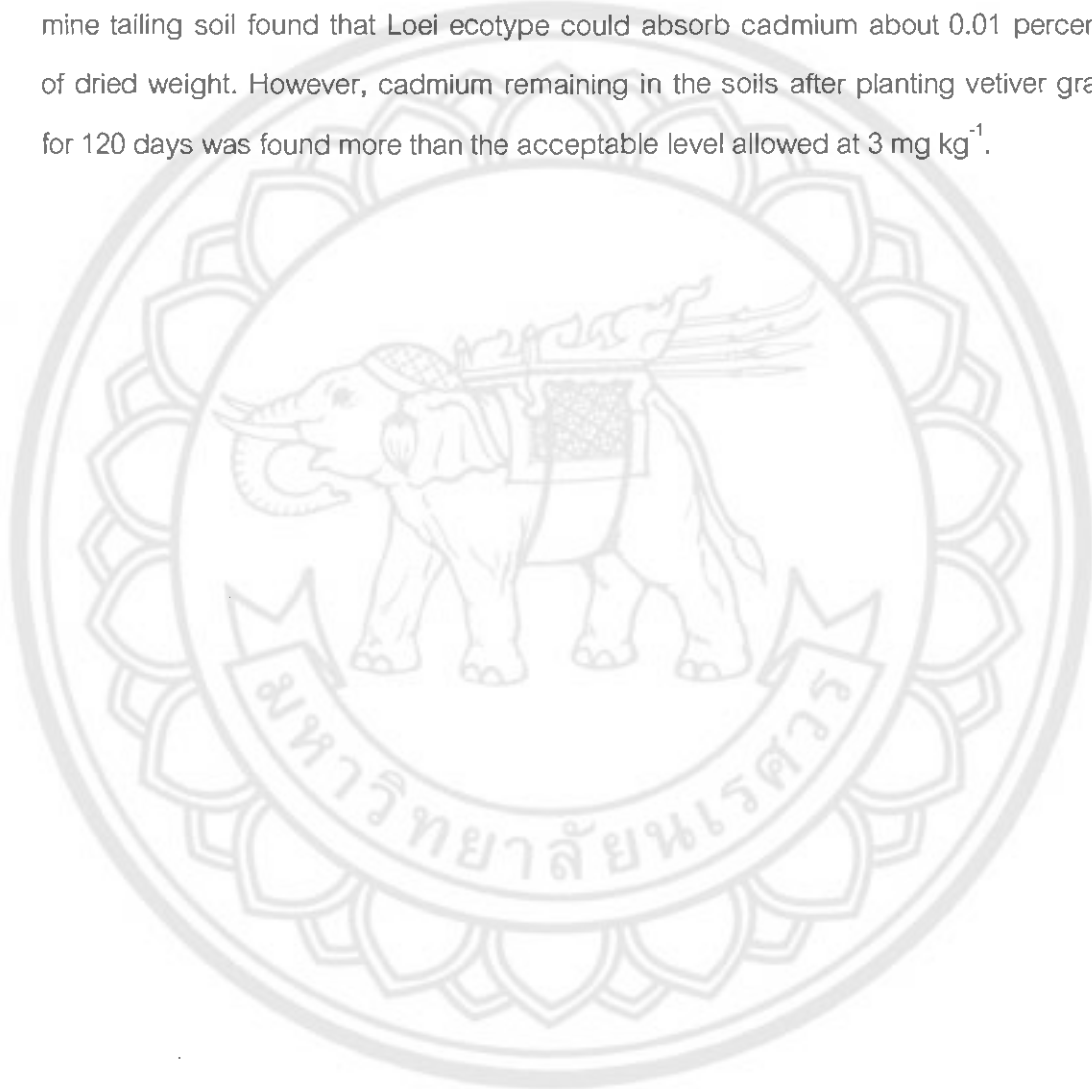 mine tailing soil found that Loei ecotype could absorb cadmium about 0.01 percen
of dried weight. However, cadmium remaining in the soils after planting vetiver gra
for 120 days was found more than the acceptable level allowed at 3 mg kg⁻¹.
มหาวิทยาลัยนเรศวร